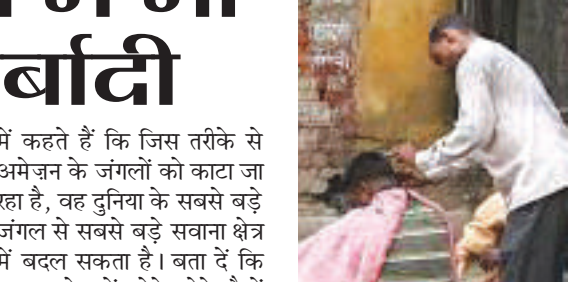 र्बादी
में कहते हैं कि जिस तरीके से
अमेज़न के जंगलों को काटा जा
रहा है, वह दुनिया के सबसे बड़े
जंगल से सबसे बड़े सवाना क्षेत्र
में बदल सकता है। बता दें कि